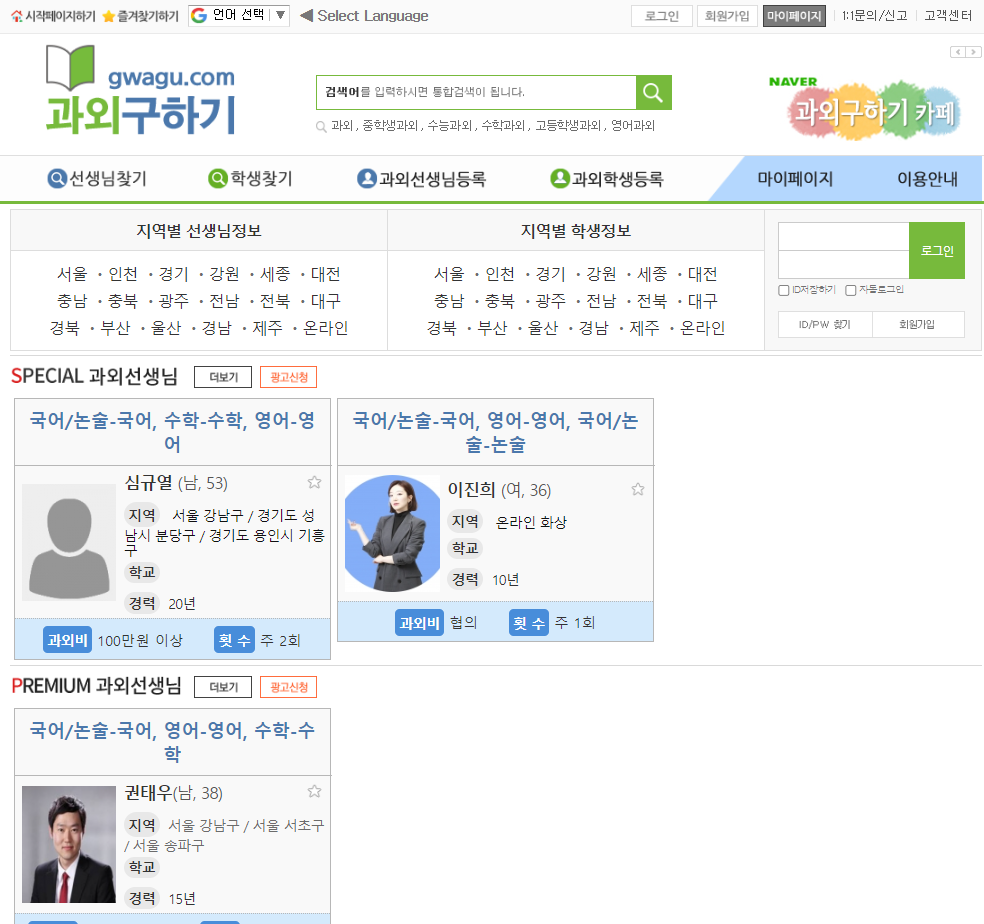 시작페이지하기 즐겨찾기하기 언어 선택 ▼ ◀ Select Language 로그인 회원가입 마이페이지 1:1문의/신고 고객센터
gwagu.com
과외구하기
검색어를 입력하시면 통합검색이 됩니다.
과외 , 중학생과외 , 수능과외 , 수학과외 , 고등학생과외 , 영어과외
NAVER
과외구하기 카페
선생님찾기 학생찾기 과외선생님등록 과외학생등록 마이페이지 이용안내
지역별 선생님정보
서울 · 인천 · 경기 · 강원 · 세종 · 대전
충남 · 충북 · 광주 · 전남 · 전북 · 대구
경북 · 부산 · 울산 · 경남 · 제주 · 온라인
지역별 학생정보
서울 · 인천 · 경기 · 강원 · 세종 · 대전
충남 · 충북 · 광주 · 전남 · 전북 · 대구
경북 · 부산 · 울산 · 경남 · 제주 · 온라인
로그인
ID저장하기 자동로그인
ID/PW 찾기 회원가입
SPECIAL 과외선생님 더보기 광고신청
국어/논술-국어, 수학-수학, 영어-영
어
심규열 (남, 53)
지역 서울 강남구 / 경기도 성
남시 분당구 / 경기도 용인시 기흥
구
학교
경력 20년
과외비 100만원 이상 횟 수 주 2회
국어/논술-국어, 영어-영어, 국어/논
술-논술
이진희 (여, 36)
지역 온라인 화상
학교
경력 10년
과외비 협의 횟 수 주 1회
PREMIUM 과외선생님 더보기 광고신청
국어/논술-국어, 영어-영어, 수학-수
학
권태우(남, 38)
지역 서울 강남구 / 서울 서초구
/ 서울 송파구
학교
경력 15년